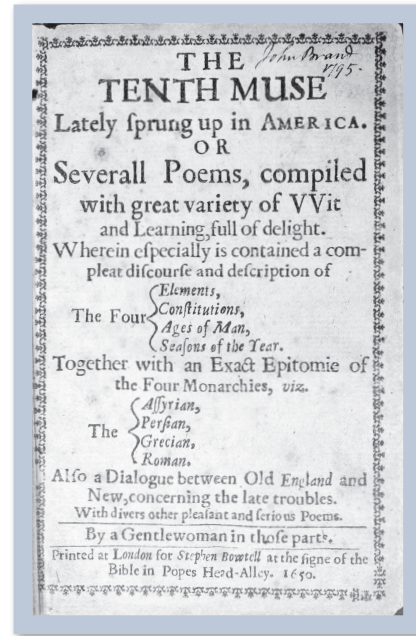 John Brand
1795.
THE
TENTH MUSE
Lately ſprung up in AMERICA.
OR
Severall Poems, compiled
with great variety of VVit
and Learning, full of delight.
Wherein eſpecially is contained a com-
pleat diſcourſe and deſcription of
The Four
Elements,
Conſtitutions,
Ages of Man,
Seaſons of the Year.
Together with an Exact Epitomie of
the Four Monarchies, viz.
The
Aſſyrian,
Perſian,
Grecian,
Roman.
Alſo a Dialogue between Old England and
New, concerning the late troubles.
With divers other pleaſant and ſerious Poems.
By a Gentlewoman in thoſe parts.
Printed at London for Stephen Bowtell at the ſigne of the
Bible in Popes Head-Alley. 1650.